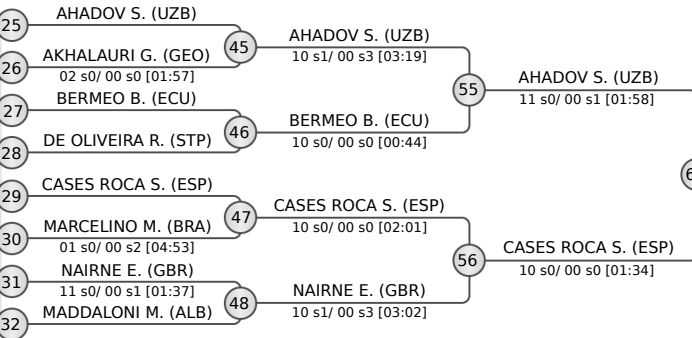 25
AHADOV S. (UZB)
26
AKHALAURI G. (GEO)
02 s0/ 00 s0 [01:57]
27
BERMEO B. (ECU)
28
DE OLIVEIRA R. (STP)
29
CASES ROCA S. (ESP)
30
MARCELINO M. (BRA)
01 s0/ 00 s2 [04:53]
31
NAIRNE E. (GBR)
11 s0/ 00 s1 [01:37]
32
MADDALONI M. (ALB)
45
AHADOV S. (UZB)
10 s1/ 00 s3 [03:19]
46
BERMEO B. (ECU)
10 s0/ 00 s0 [00:44]
47
CASES ROCA S. (ESP)
10 s0/ 00 s0 [02:01]
48
NAIRNE E. (GBR)
10 s1/ 00 s3 [03:02]
55
AHADOV S. (UZB)
11 s0/ 00 s1 [01:58]
56
CASES ROCA S. (ESP)
10 s0/ 00 s0 [01:34]